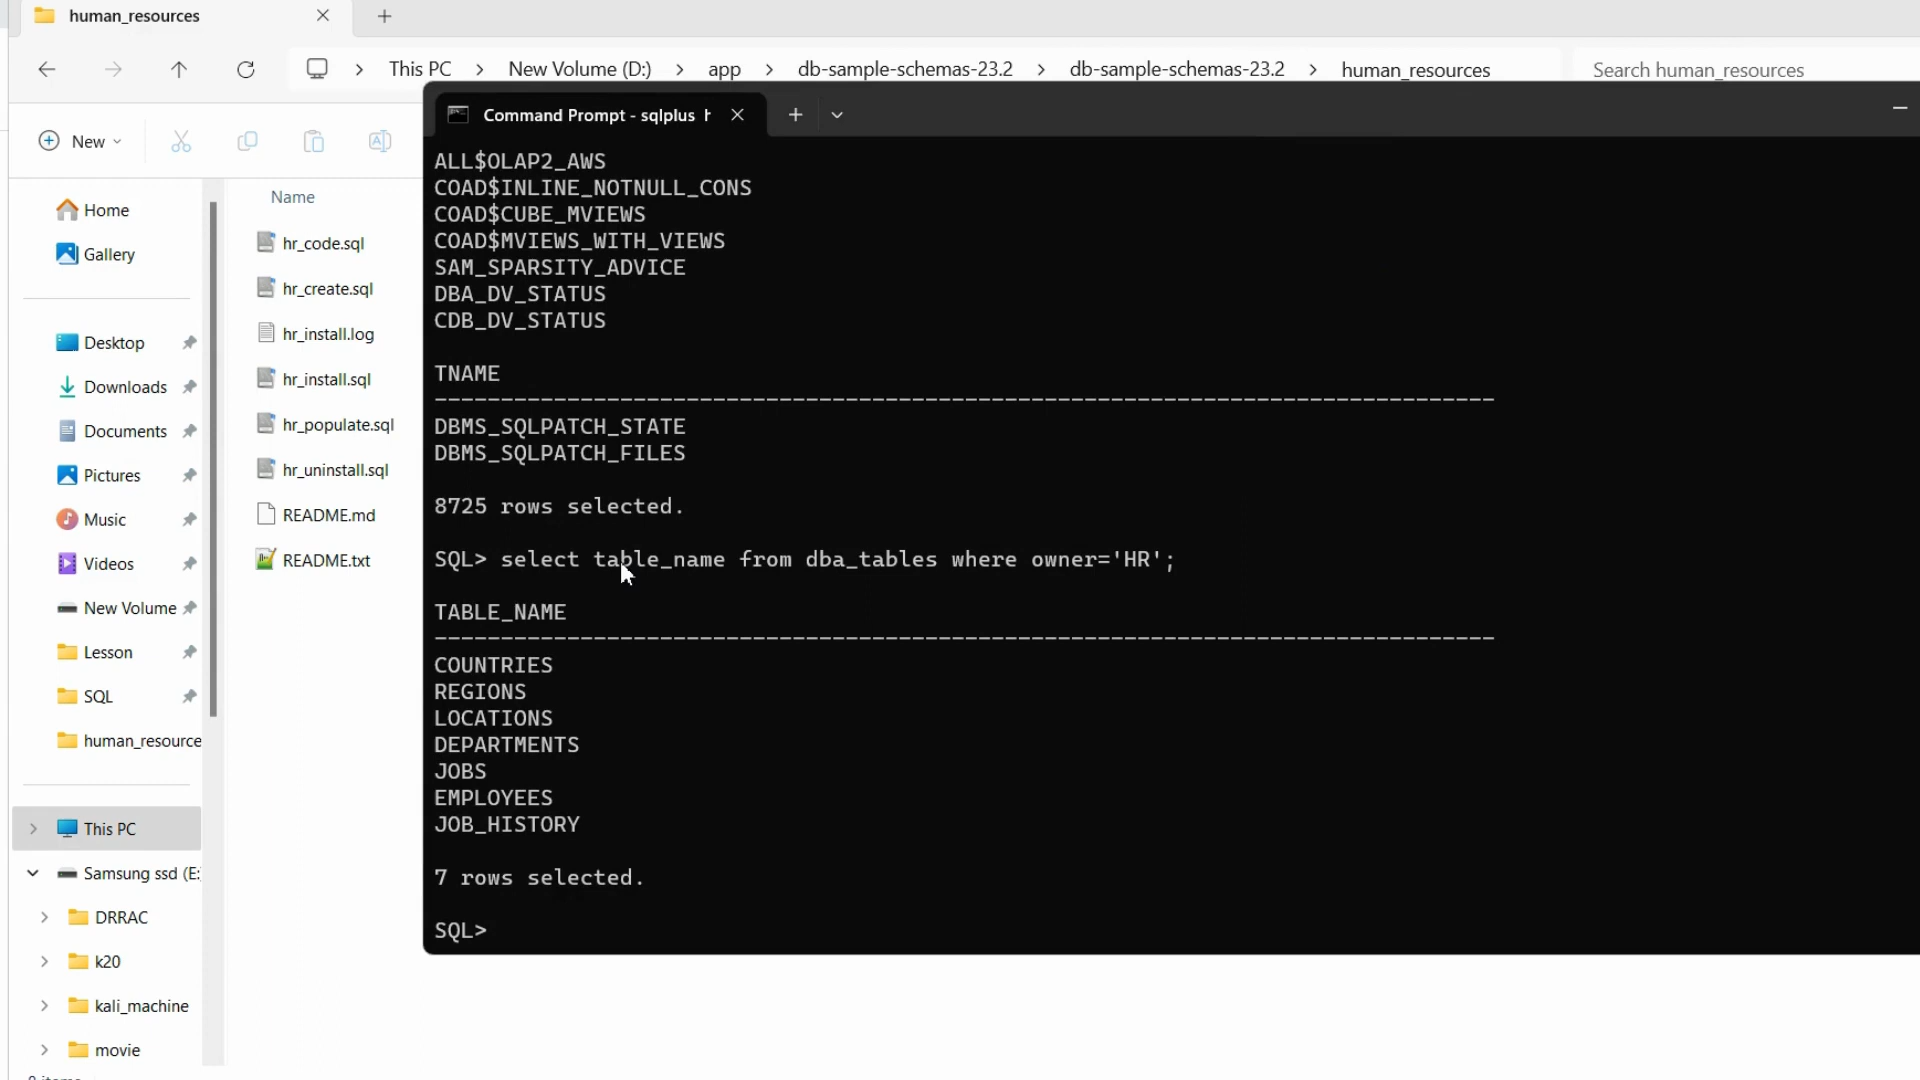 human_resources
This PC > New Volume (D:) > app > db-sample-schemas-23.2 > db-sample-schemas-23.2 > human_resources
Search human_resources
New
Command Prompt - sqlplus
Name
Home
Gallery
Desktop
Downloads
Documents
Pictures
Music
Videos
New Volume
Lesson
SQL
human_resource
This PC
Samsung ssd (E:
DRRAC
k20
kali_machine
movie
hr_code.sql
hr_create.sql
hr_install.log
hr_install.sql
hr_populate.sql
hr_uninstall.sql
README.md
README.txt
ALL$OLAP2_AWS
COAD$INLINE_NOTNULL_CONS
COAD$CUBE_MVIEWS
COAD$MVIEWS_WITH_VIEWS
SAM_SPARSITY_ADVICE
DBA_DV_STATUS
CDB_DV_STATUS
TNAME
--------------------------------------------------------------------------------
DBMS_SQLPATCH_STATE
DBMS_SQLPATCH_FILES
8725 rows selected.
SQL> select table_name from dba_tables where owner='HR';
TABLE_NAME
--------------------------------------------------------------------------------
COUNTRIES
REGIONS
LOCATIONS
DEPARTMENTS
JOBS
EMPLOYEES
JOB_HISTORY
7 rows selected.
SQL>